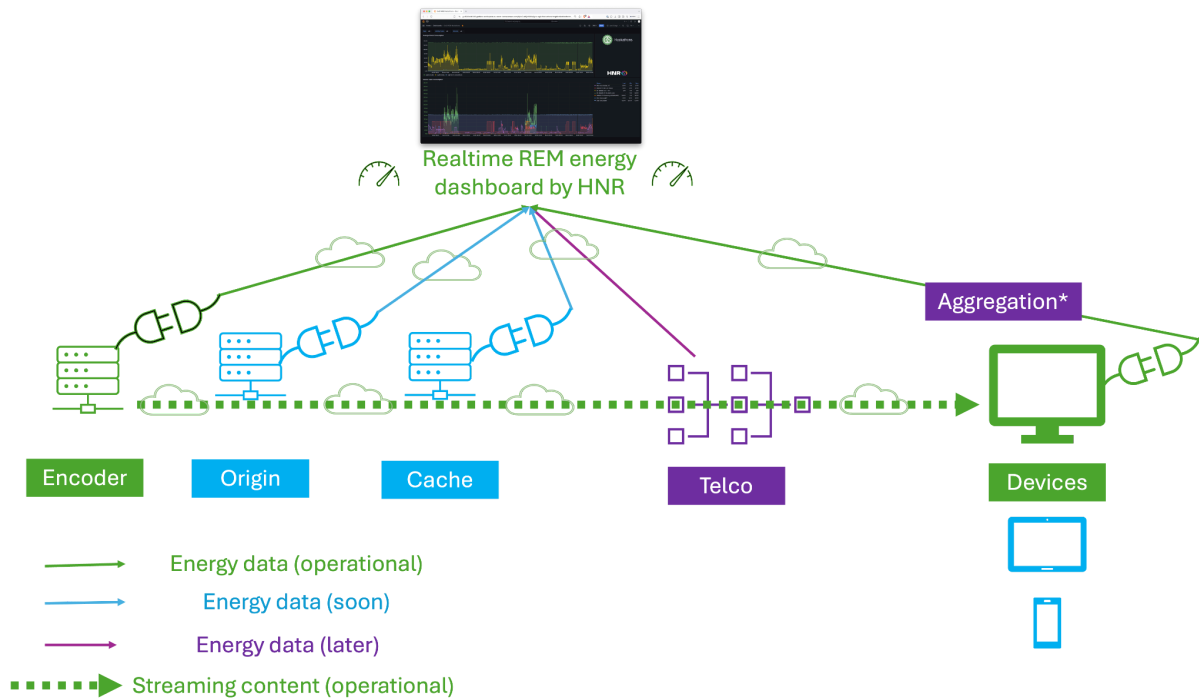 HNR
Realtime REM energy
dashboard by HNR
Aggregation*
Encoder
Origin
Cache
Telco
Devices
Energy data (operational)
Energy data (soon)
Energy data (later)
Streaming content (operational)